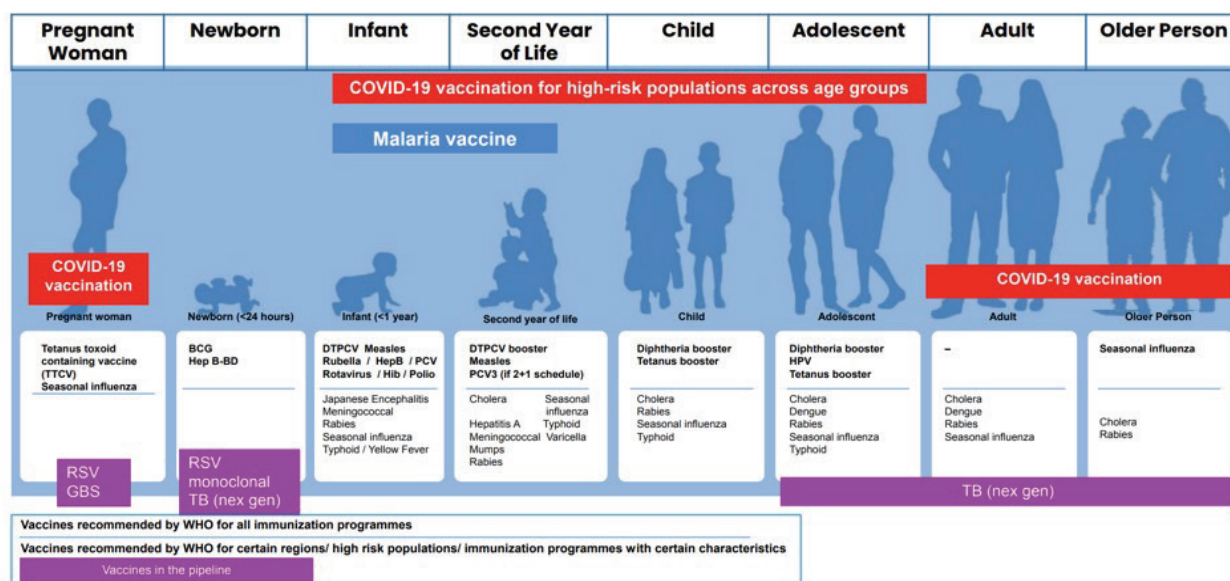 Pregnant
Woman
Newborn
Infant
Second Year
of Life
Child
Adolescent
Adult
Older Person
COVID-19 vaccination for high-risk populations across age groups
Malaria vaccine
COVID-19
vaccination
COVID-19 vaccination
Pregnant woman
Newborn (<24 hours)
Infant (<1 year)
Second year of life
Child
Adolescent
Adult
Older Person
Tetanus toxoid
containing vaccine
(TTCV)
Seasonal influenza
BCG
Hep B-BD
DTPCV Measles
Rubella / HepB / PCV
Rotavirus / Hib / Polio
Japanese Encephalitis
Meningococcal
Rabies
Seasonal influenza
Typhoid / Yellow Fever
DTPCV booster
Measles
PCV3 (if 2+1 schedule)
Cholera Seasonal
influenza
Hepatitis A Typhoid
Meningococcal Varicella
Mumps
Rabies
Diphtheria booster
Tetanus booster
Cholera
Rabies
Seasonal influenza
Typhoid
Diphtheria booster
HPV
Tetanus booster
Cholera
Dengue
Rabies
Seasonal influenza
Typhoid
–
Cholera
Dengue
Rabies
Seasonal influenza
Seasonal influenza
Cholera
Rabies
RSV
GBS
RSV
monoclonal
TB (nex gen)
TB (nex gen)
Vaccines recommended by WHO for all immunization programmes
Vaccines recommended by WHO for certain regions/ high risk populations/ immunization programmes with certain characteristics
Vaccines in the pipeline